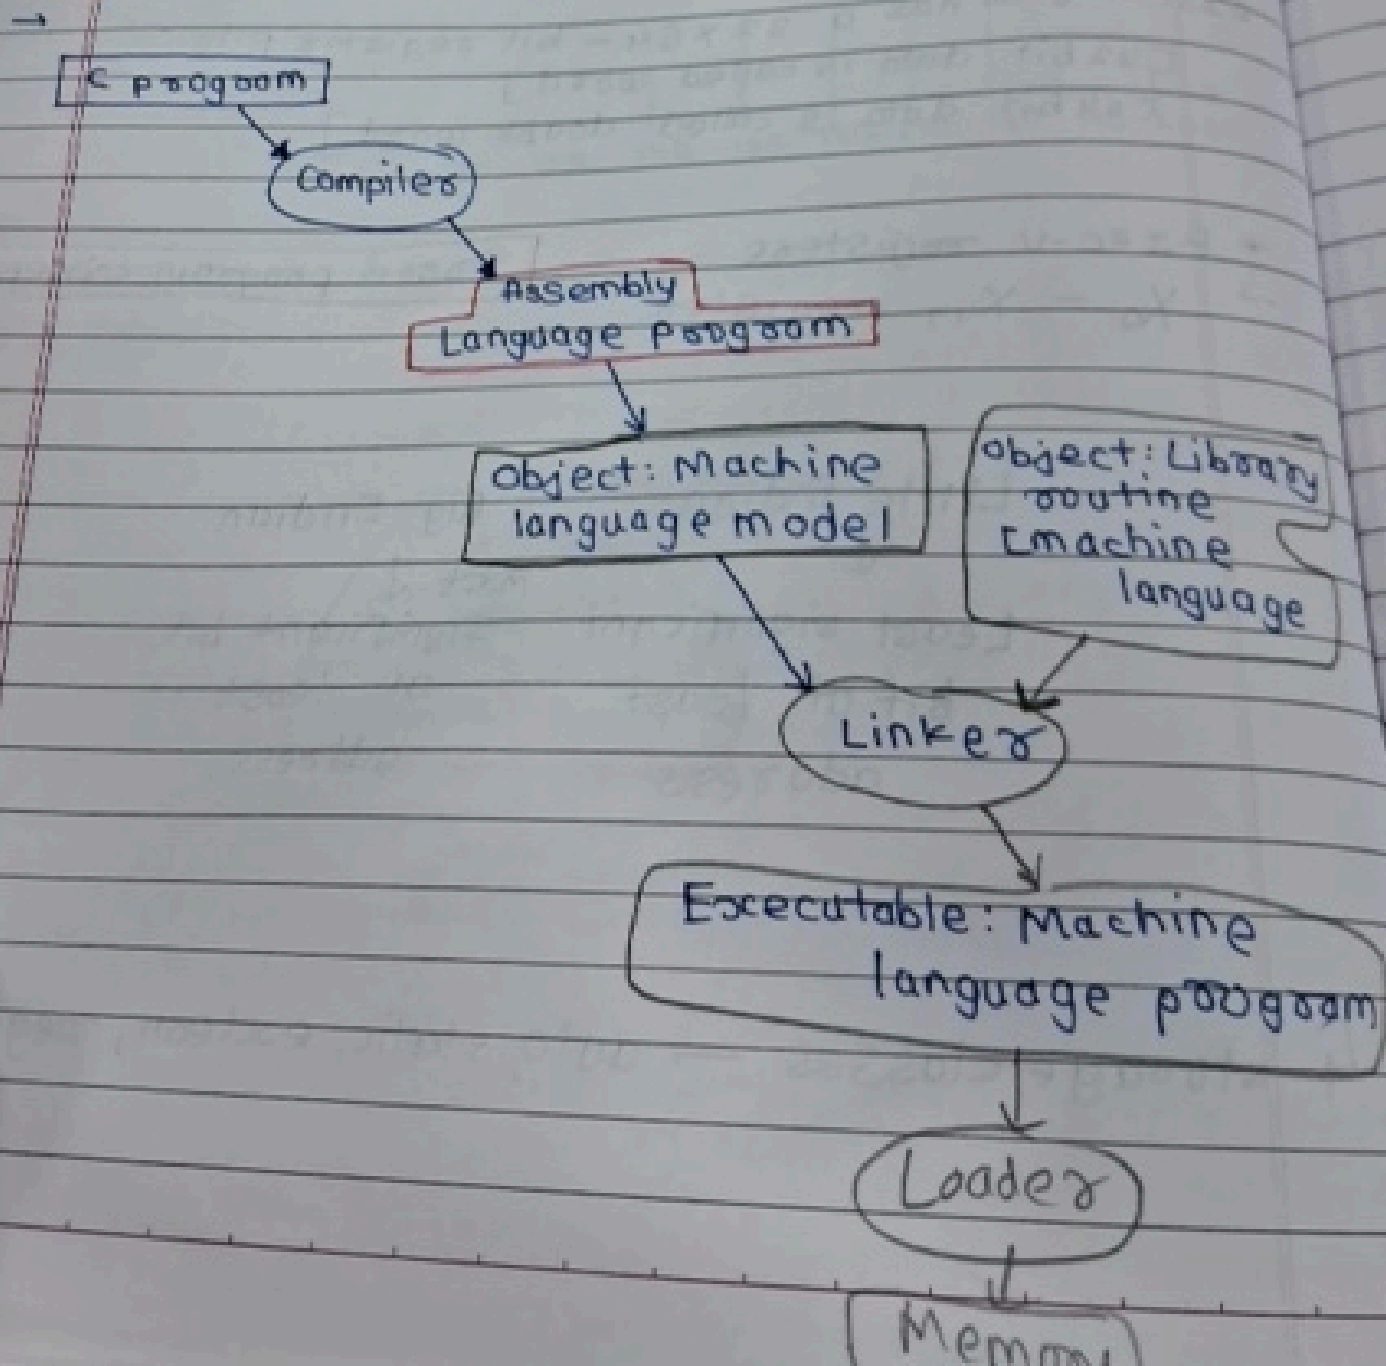 C program
Compiler
Assembly
Language Program
Object: Machine
language model
Object: Library
routine
[machine
language
Linker
Executable: Machine
language program
Loader
Memory